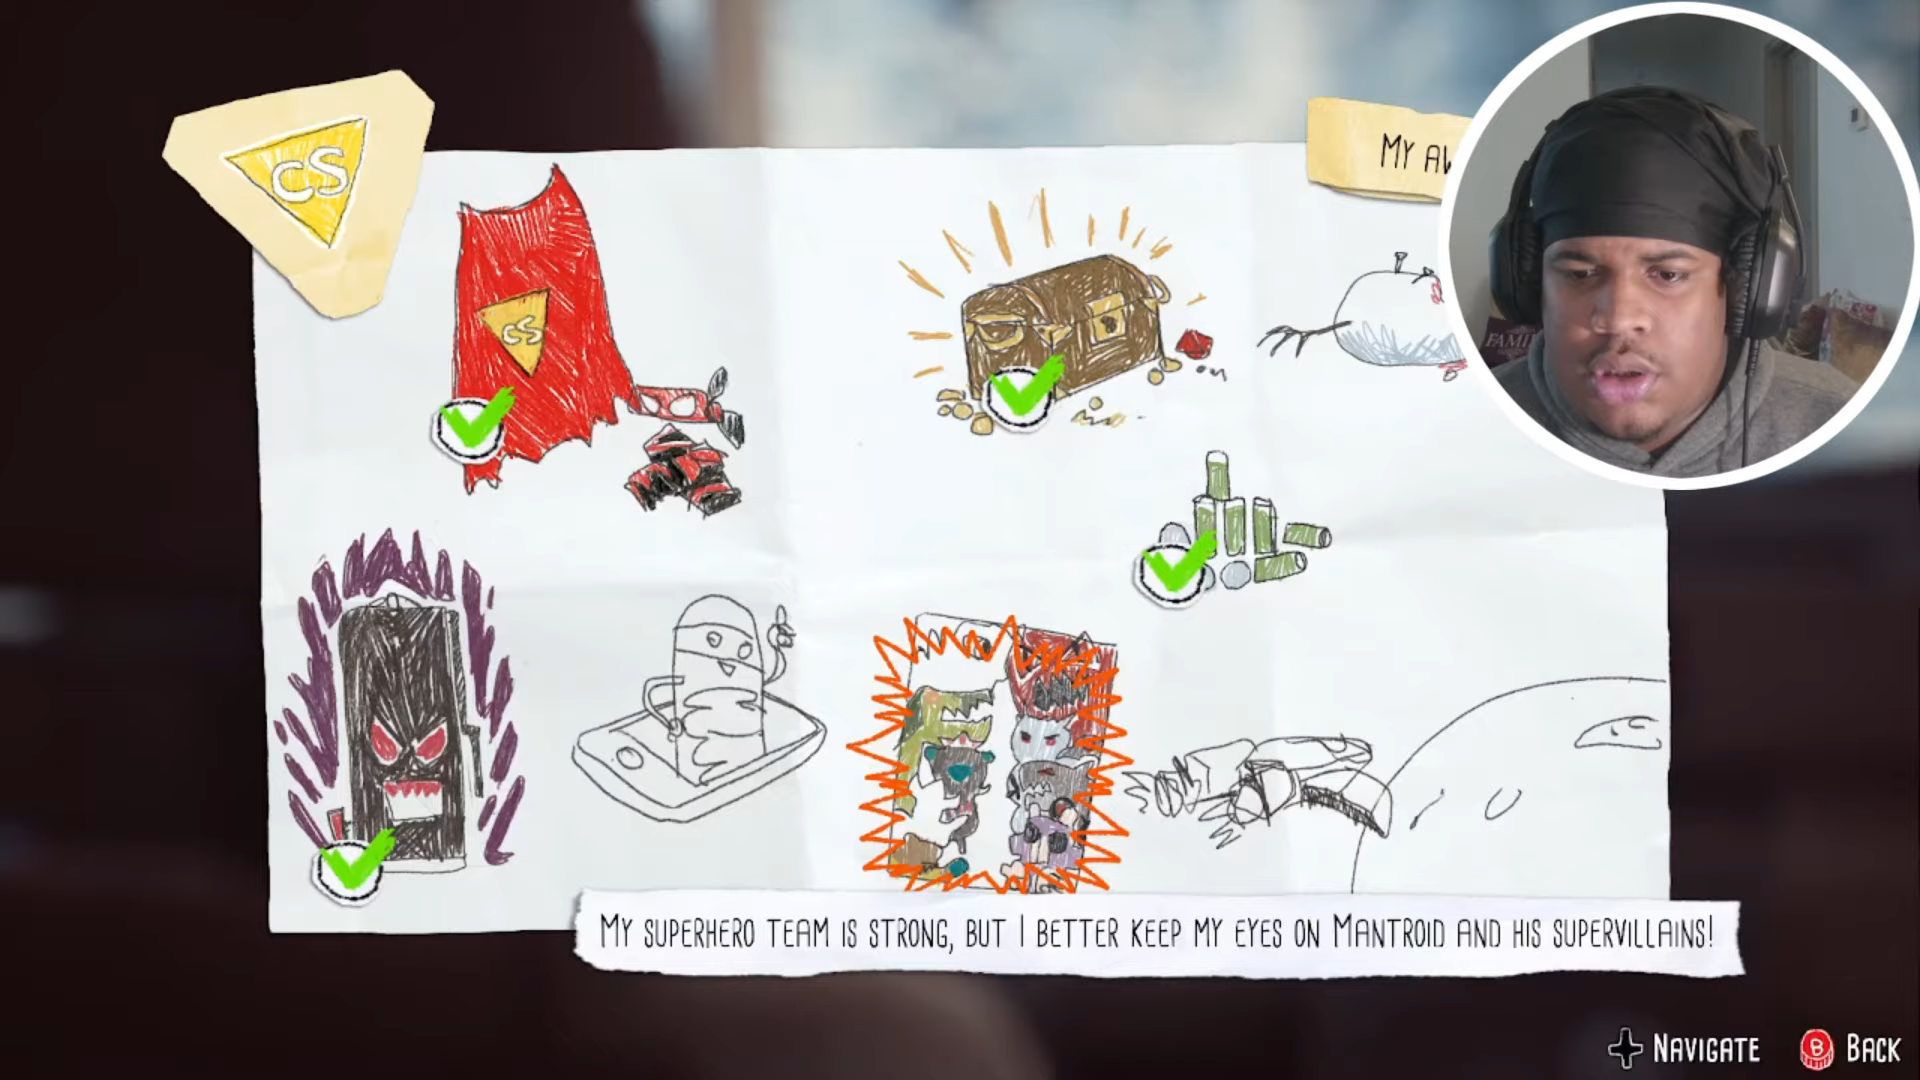 CS
MY AW
CS
MY SUPERHERO TEAM IS STRONG, BUT I BETTER KEEP MY EYES ON MANTROID AND HIS SUPERVILLAINS!
NAVIGATE
B BACK